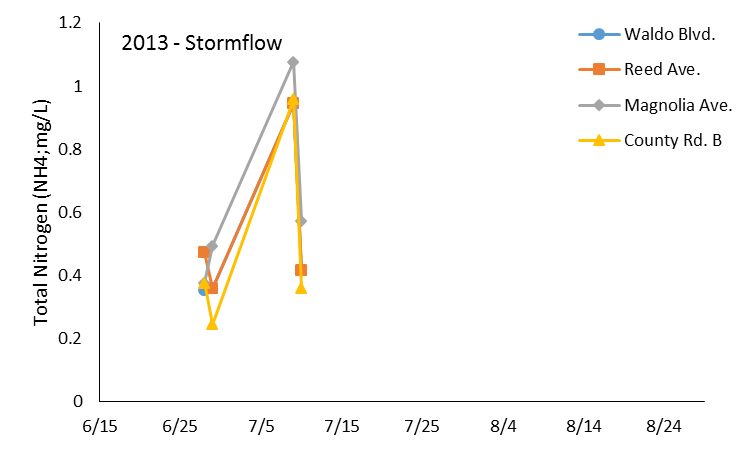 2013 - Stormflow
Waldo Blvd.
Reed Ave.
Magnolia Ave.
County Rd. B
Total Nitrogen (NH4;mg/L)
1.2
1
0.8
0.6
0.4
0.2
0
6/15 6/25 7/5 7/15 7/25 8/4 8/14 8/24